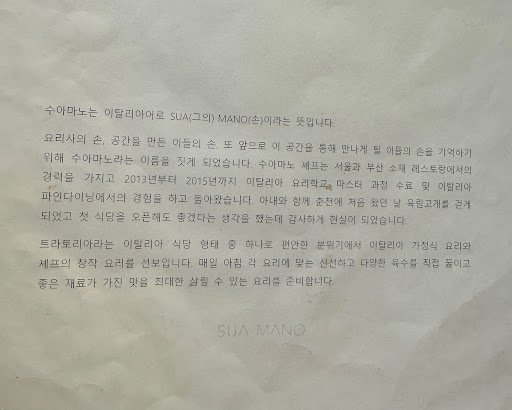 수아마노는 이탈리아어로 SUA(그의) MANO(손)이라는 뜻입니다.
요리사의 손, 공간을 만든 이들의 손, 또 앞으로 이 공간을 통해 만나게 될 이들의 손을 기억하기
위해 수아마노라는 이름을 짓게 되었습니다. 수아마노 셰프는 서울과 부산 소재 레스토랑에서의
경력을 가지고 2013년부터 2015년까지 이탈리아 요리학교 마스터 과정 수료 및 이탈리아
파인다이닝에서의 경험을 하고 돌아왔습니다. 아내와 함께 춘천에 처음 왔던 날 육림고개를 걷게
되었고 첫 식당을 오픈해도 좋겠다는 생각을 했는데 감사하게 현실이 되었습니다.
트라토리아라는 이탈리아 식당 형태 중 하나로 편안한 분위기에서 이탈리아 가정식 요리와
셰프의 창작 요리를 선보입니다. 매일 아침 각 요리에 맞는 신선하고 다양한 육수를 직접 끓이고
좋은 재료가 가진 맛을 최대한 살릴 수 있는 요리를 준비합니다.
SUA MANO